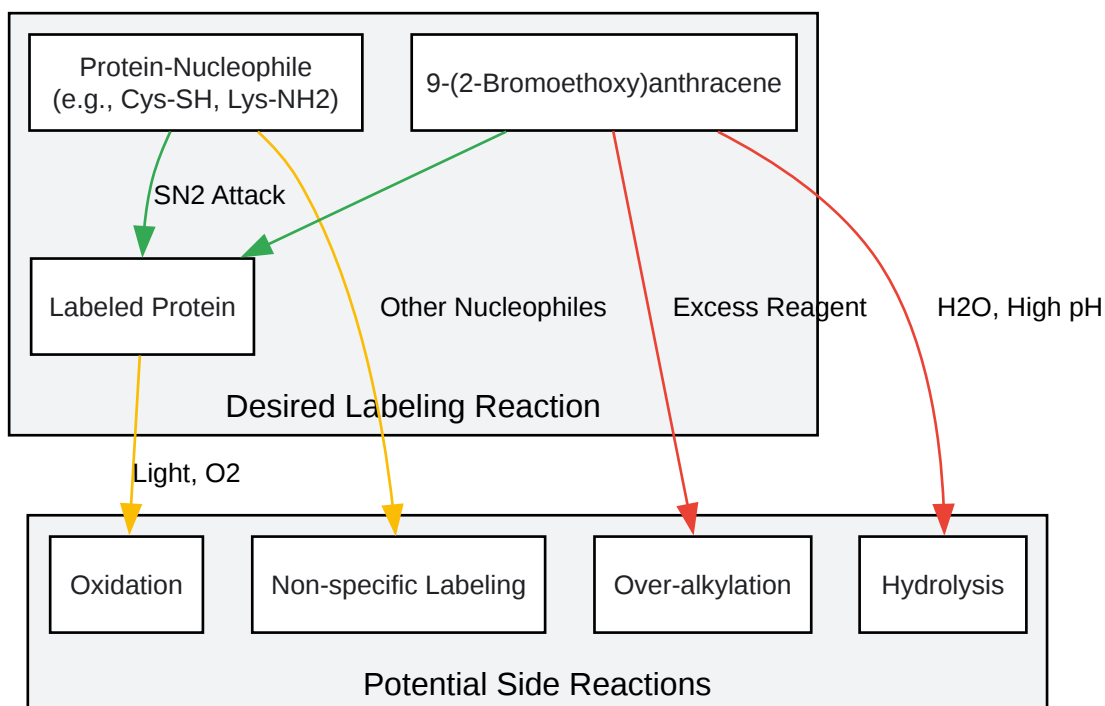 Protein-Nucleophile
(e.g., Cys-SH, Lys-NH2)
9-(2-Bromoethoxy)anthracene
SN2 Attack
Labeled Protein
Other Nucleophiles
Excess Reagent
H2O, High pH
Desired Labeling Reaction
Light, O2
Oxidation
Non-specific Labeling
Over-alkylation
Hydrolysis
Potential Side Reactions